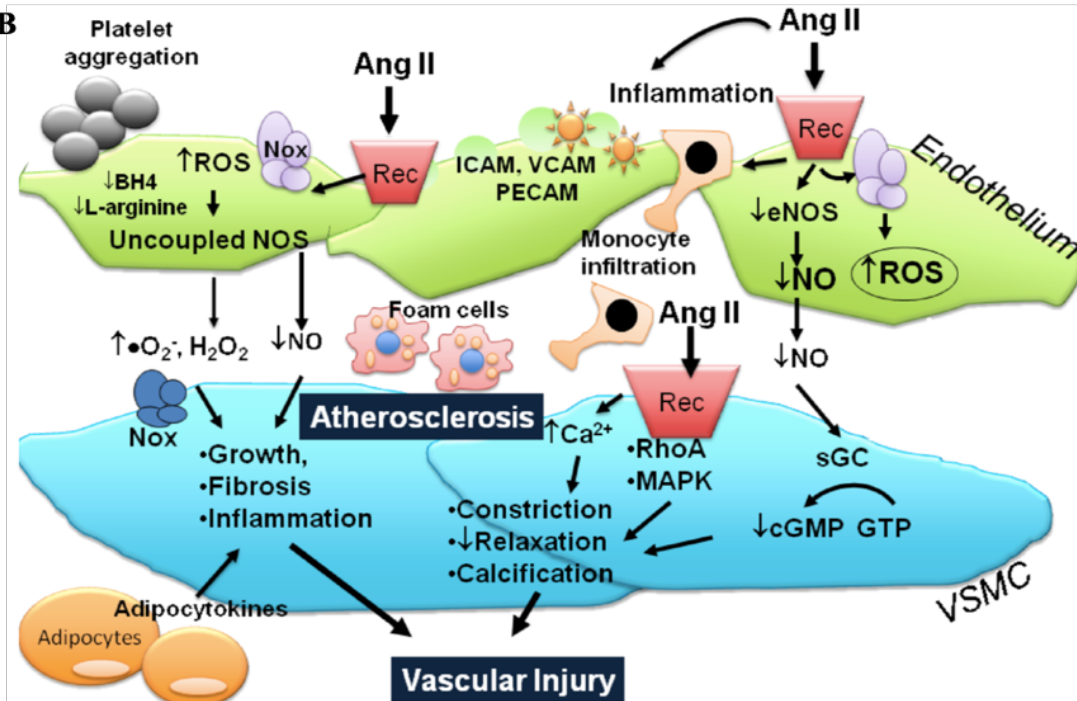 B
Platelet
aggregation
Ang II
Ang II
Inflammation
Rec
Nox
↑ROS
Rec
ICAM, VCAM
PECAM
Endothelium
↓BH4
↓L-arginine
Uncoupled NOS
↓eNOS
Monocyte
infiltration
↓NO
↑ROS
Foam cells
Ang II
↑●O₂⁻, H₂O₂
↓NO
↓NO
Atherosclerosis
Rec
Nox
↑Ca²⁺
•RhoA
•MAPK
sGC
•Growth,
•Fibrosis
•Inflammation
•Constriction
•↓Relaxation
•Calcification
↓cGMP GTP
VSMC
Adipocytokines
Adipocytes
Vascular Injury